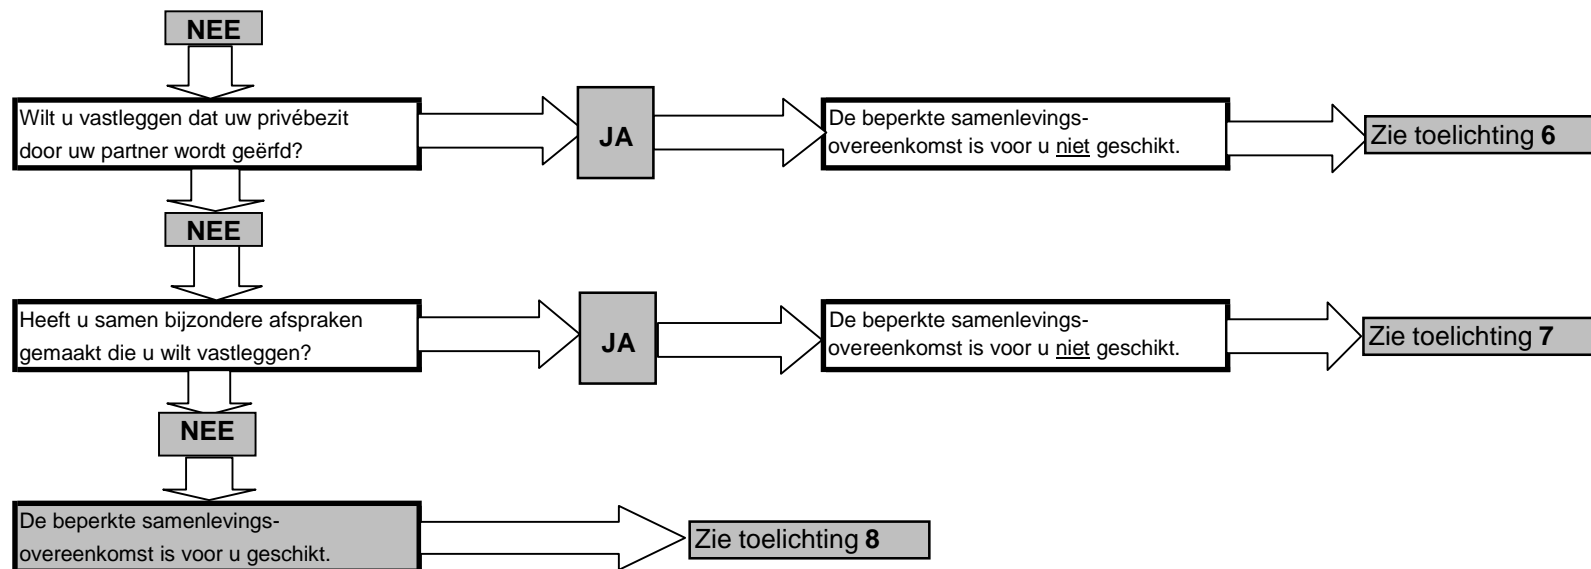 NEE
Wilt u vastleggen dat uw privébezit
door uw partner wordt geërfd?
JA
De beperkte samenlevings-
overeenkomst is voor u niet geschikt.
Zie toelichting 6
NEE
Heeft u samen bijzondere afspraken
gemaakt die u wilt vastleggen?
JA
De beperkte samenlevings-
overeenkomst is voor u niet geschikt.
Zie toelichting 7
NEE
De beperkte samenlevings-
overeenkomst is voor u geschikt.
Zie toelichting 8